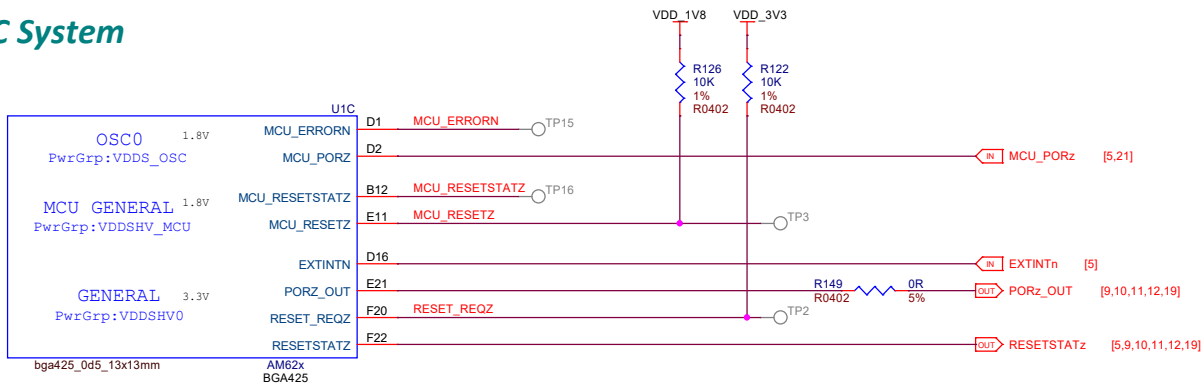 C System
VDD_1V8
VDD_3V3
R126
10K
1%
R0402
R122
10K
1%
R0402
U1C
OSC0 1.8V
PwrGrp:VDDS_OSC
MCU GENERAL 1.8V
PwrGrp:VDDSHV_MCU
GENERAL 3.3V
PwrGrp:VDDSHV0
MCU_ERRORN D1 MCU_ERRORN TP15
MCU_PORZ D2 IN MCU_PORz [5,21]
MCU_RESETSTATZ B12 MCU_RESETSTATZ TP16
MCU_RESETZ E11 MCU_RESETZ TP3
EXTINTN D16 IN EXTINTn [5]
PORZ_OUT E21 R149 0R OUT PORz_OUT [9,10,11,12,19]
R0402 5%
RESET_REQZ F20 RESET_REQZ TP2
RESETSTATZ F22 OUT RESETSTATz [5,9,10,11,12,19]
bga425_0d5_13x13mm
AM62x
BGA425